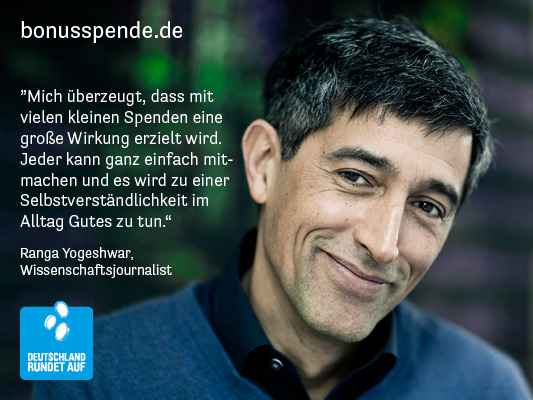 bonusspende.de
”Mich überzeugt, dass mit
vielen kleinen Spenden eine
große Wirkung erzielt wird.
Jeder kann ganz einfach mit-
machen und es wird zu einer
Selbstverständlichkeit im
Alltag Gutes zu tun.“
Ranga Yogeshwar,
Wissenschaftsjournalist
DEUTSCHLAND
RUNDET AUF